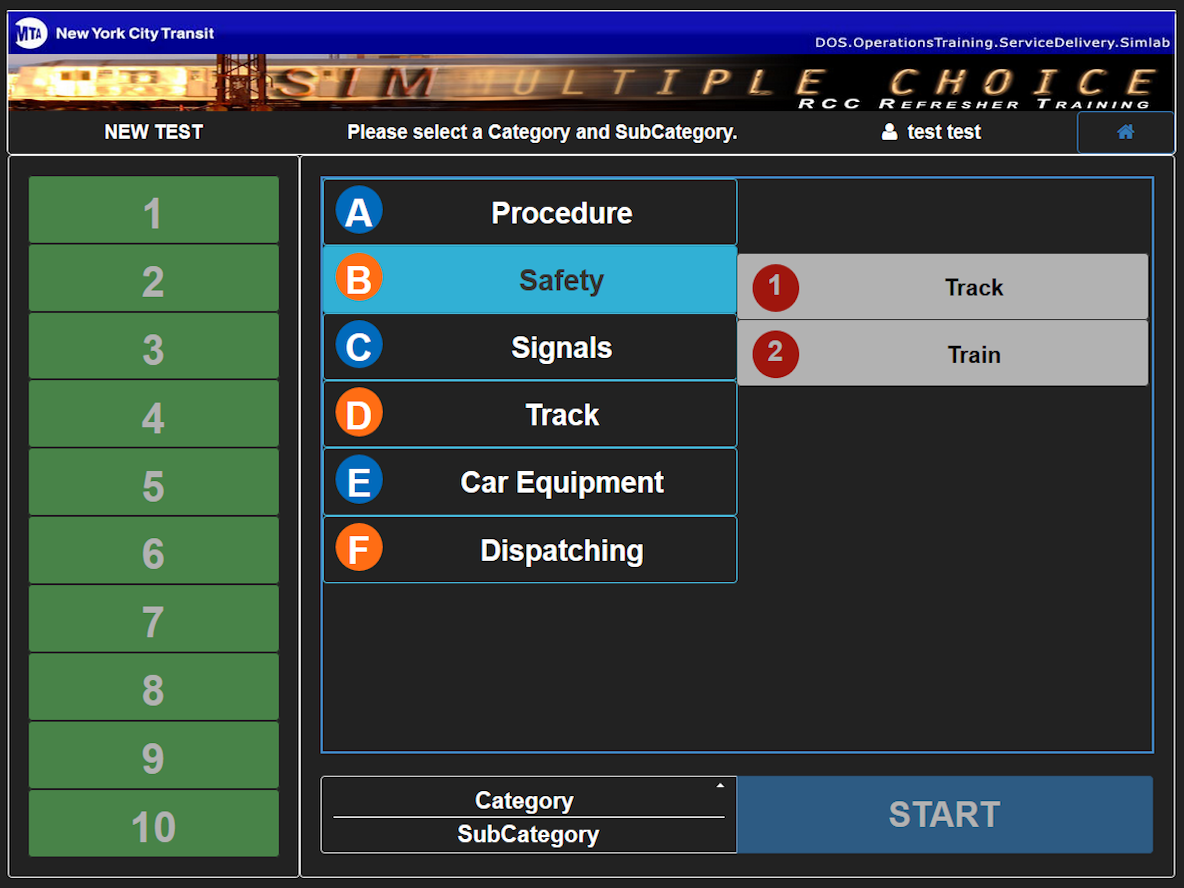 MTA New York City Transit
DOS.OperationsTraining.ServiceDelivery.Simlab
SIM MULTIPLE CHOICE
RCC REFRESHER TRAINING
NEW TEST
Please select a Category and SubCategory.
test test
1
2
3
4
5
6
7
8
9
10
A Procedure
B Safety
1 Track
2 Train
C Signals
D Track
E Car Equipment
F Dispatching
Category
SubCategory
START